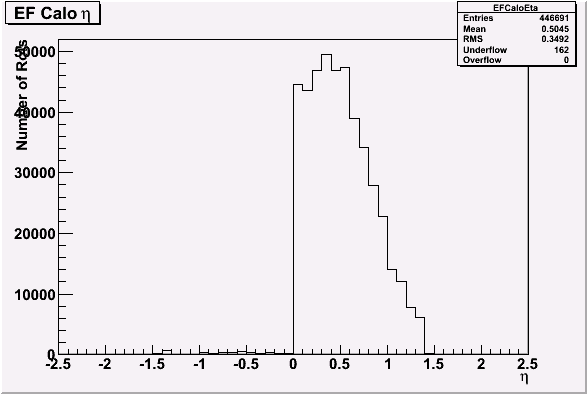 EF Calo η
EFCaloEta
Entries 446691
Mean 0.5045
RMS 0.3492
Underflow 162
Overflow 0
Number of RoIs
50000
40000
30000
20000
10000
0
-2.5 -2 -1.5 -1 -0.5 0 0.5 1 1.5 2 2.5
η